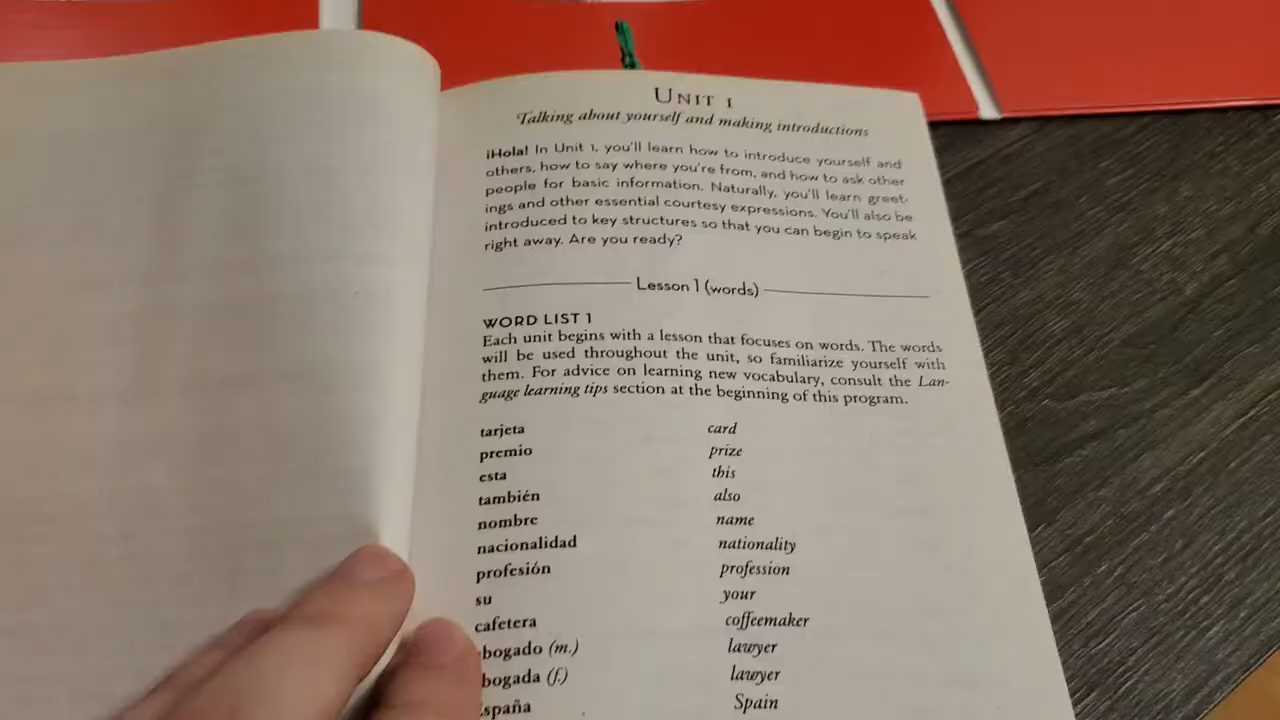 UNIT 1
Talking about yourself and making introductions
¡Hola! In Unit 1, you'll learn how to introduce yourself and
others, how to say where you're from, and how to ask other
people for basic information. Naturally, you'll learn greet-
ings and other essential courtesy expressions. You'll also be
introduced to key structures so that you can begin to speak
right away. Are you ready?
Lesson 1 (words)
WORD LIST 1
Each unit begins with a lesson that focuses on words. The words
will be used throughout the unit, so familiarize yourself with
them. For advice on learning new vocabulary, consult the Lan-
guage learning tips section at the beginning of this program.
tarjeta card
premio prize
esta this
también also
nombre name
nacionalidad nationality
profesión profession
su your
cafetera coffeemaker
bogado (m.) lawyer
bogada (f.) lawyer
spaña Spain